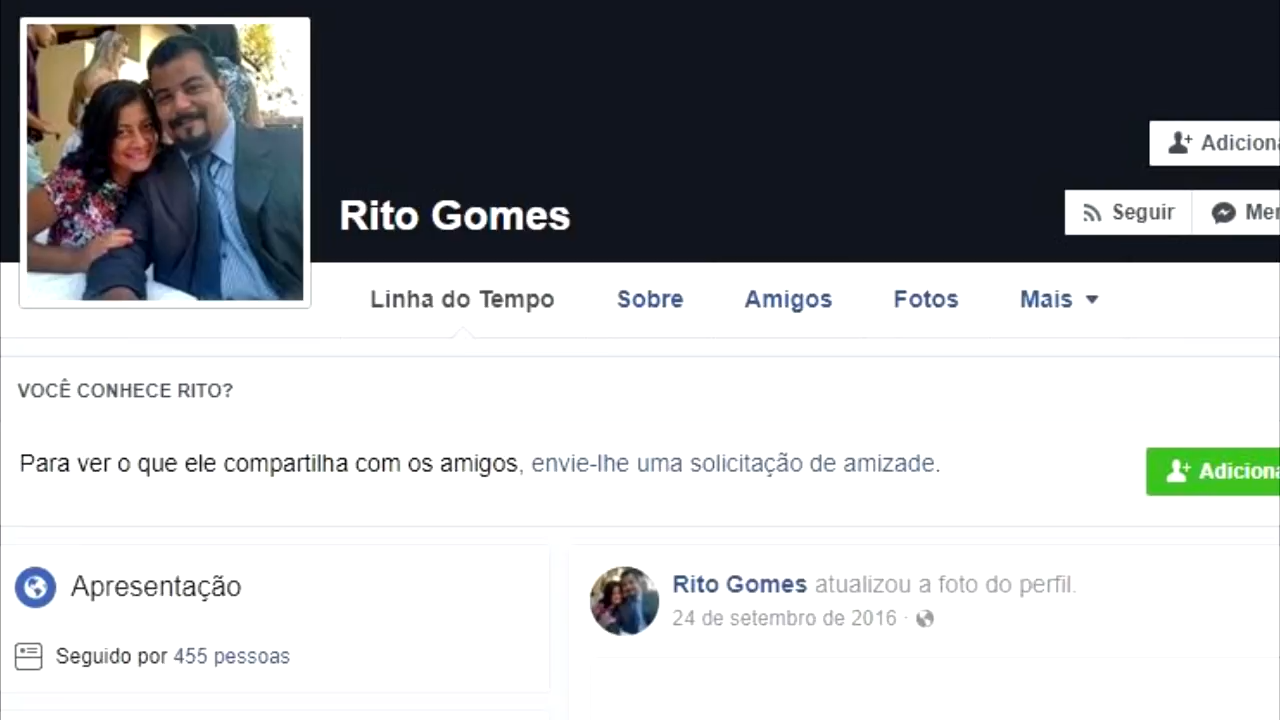 Adiciona
Rito Gomes
Seguir
Mer
Linha do Tempo
Sobre
Amigos
Fotos
Mais
VOCÊ CONHECE RITO?
Para ver o que ele compartilha com os amigos, envie-lhe uma solicitação de amizade.
Adiciona
Apresentação
Seguido por 455 pessoas
Rito Gomes atualizou a foto do perfil.
24 de setembro de 2016 ·